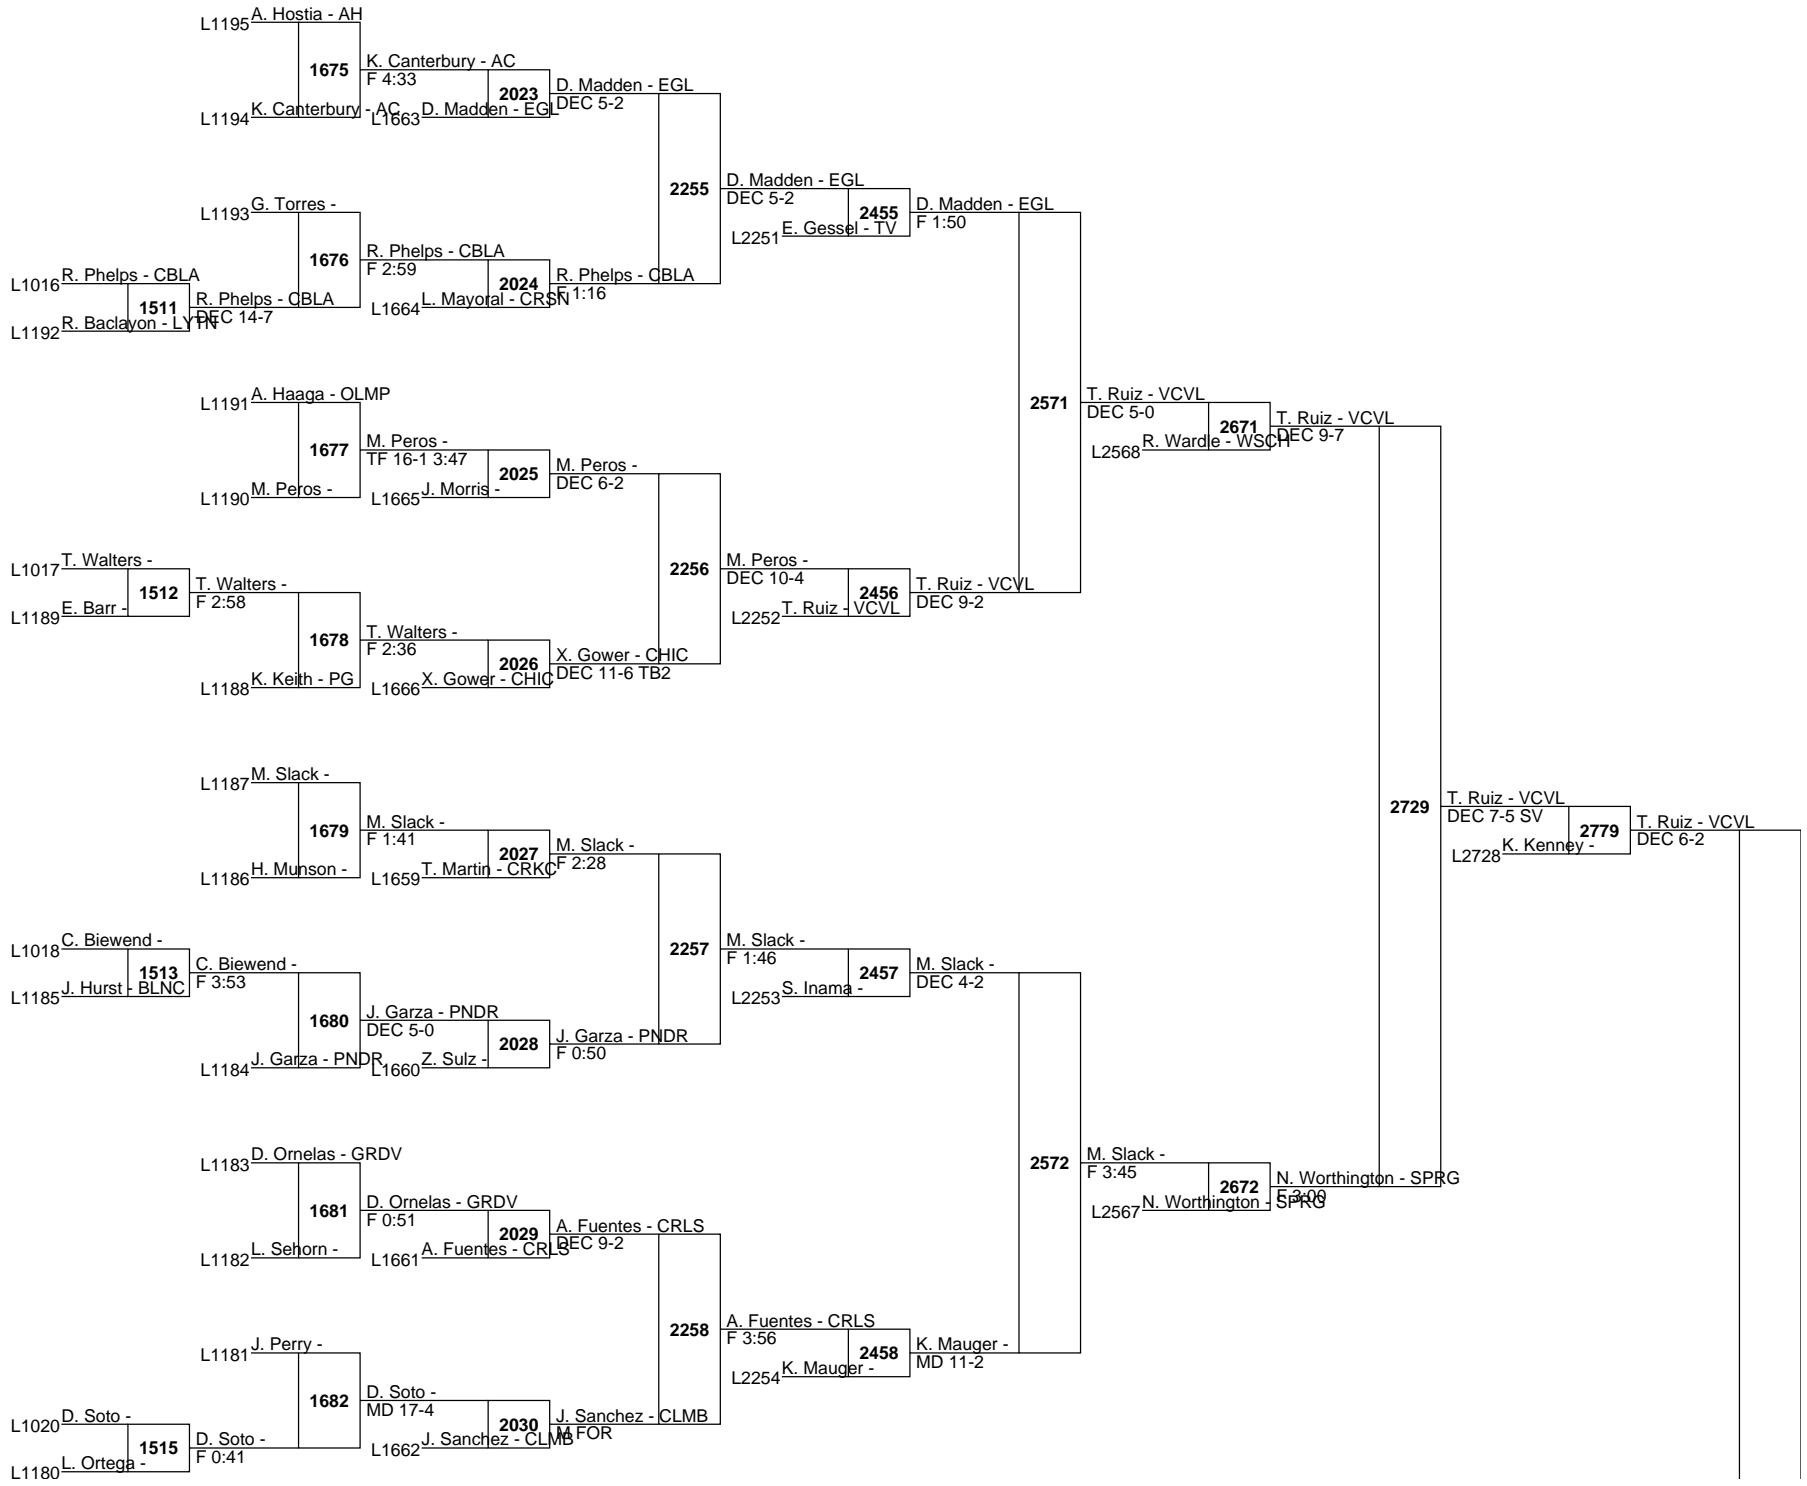 A. Hostia - AH
L1195
1675
K. Canterbury - AC
F 4:33
K. Canterbury - AC
L1194
2023
D. Madden - EGL
L1663
D. Madden - EGL
DEC 5-2
2255
D. Madden - EGL
DEC 5-2
2455
E. Gessel - TV
L2251
D. Madden - EGL
F 1:50
G. Torres -
L1193
1676
R. Phelps - CBLA
F 2:59
R. Phelps - CBLA
L1016
1511
R. Baclayon - LYTN
L1192
R. Phelps - CBLA
DEC 14-7
2024
L. Mayoral - CRSN
L1664
R. Phelps - CBLA
F 1:16
A. Haaga - OLMP
L1191
1677
M. Peros -
TF 16-1 3:47
M. Peros -
L1190
2025
J. Morris -
L1665
M. Peros -
DEC 6-2
2571
T. Ruiz - VCVL
DEC 5-0
2671
R. Wardle - WSCH
L2568
T. Ruiz - VCVL
DEC 9-7
T. Walters -
L1017
1512
E. Barr -
L1189
T. Walters -
F 2:58
1678
T. Walters -
F 2:36
K. Keith - PG
L1188
2026
X. Gower - CHIC
L1666
X. Gower - CHIC
DEC 11-6 TB2
2256
M. Peros -
DEC 10-4
2456
T. Ruiz - VCVL
L2252
T. Ruiz - VCVL
DEC 9-2
M. Slack -
L1187
1679
M. Slack -
F 1:41
H. Munson -
L1186
2027
T. Martin - CRKC
L1659
M. Slack -
F 2:28
2729
T. Ruiz - VCVL
DEC 7-5 SV
2779
K. Kenney -
L2728
T. Ruiz - VCVL
DEC 6-2
C. Biewend -
L1018
1513
J. Hurst - BLNC
L1185
C. Biewend -
F 3:53
1680
J. Garza - PNDR
DEC 5-0
J. Garza - PNDR
L1184
2028
Z. Sulz -
L1660
J. Garza - PNDR
F 0:50
2257
M. Slack -
F 1:46
2457
S. Inama -
L2253
M. Slack -
DEC 4-2
D. Ornelas - GRDV
L1183
1681
D. Ornelas - GRDV
F 0:51
L. Sehorn -
L1182
2029
A. Fuentes - CRLS
L1661
A. Fuentes - CRLS
DEC 9-2
2572
M. Slack -
F 3:45
2672
N. Worthington - SPRG
L2567
N. Worthington - SPRG
F 3:00
J. Perry -
L1181
1682
D. Soto -
MD 17-4
D. Soto -
L1020
1515
L. Ortega -
L1180
D. Soto -
F 0:41
2030
J. Sanchez - CLMB
L1662
J. Sanchez - CLMB
M FOR
2258
A. Fuentes - CRLS
F 3:56
2458
K. Mauger -
L2254
K. Mauger -
MD 11-2